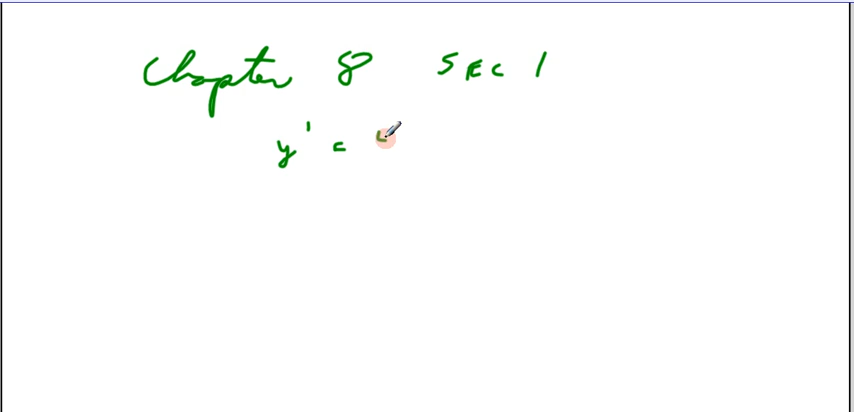 Chapter 8 SEC 1
y' =